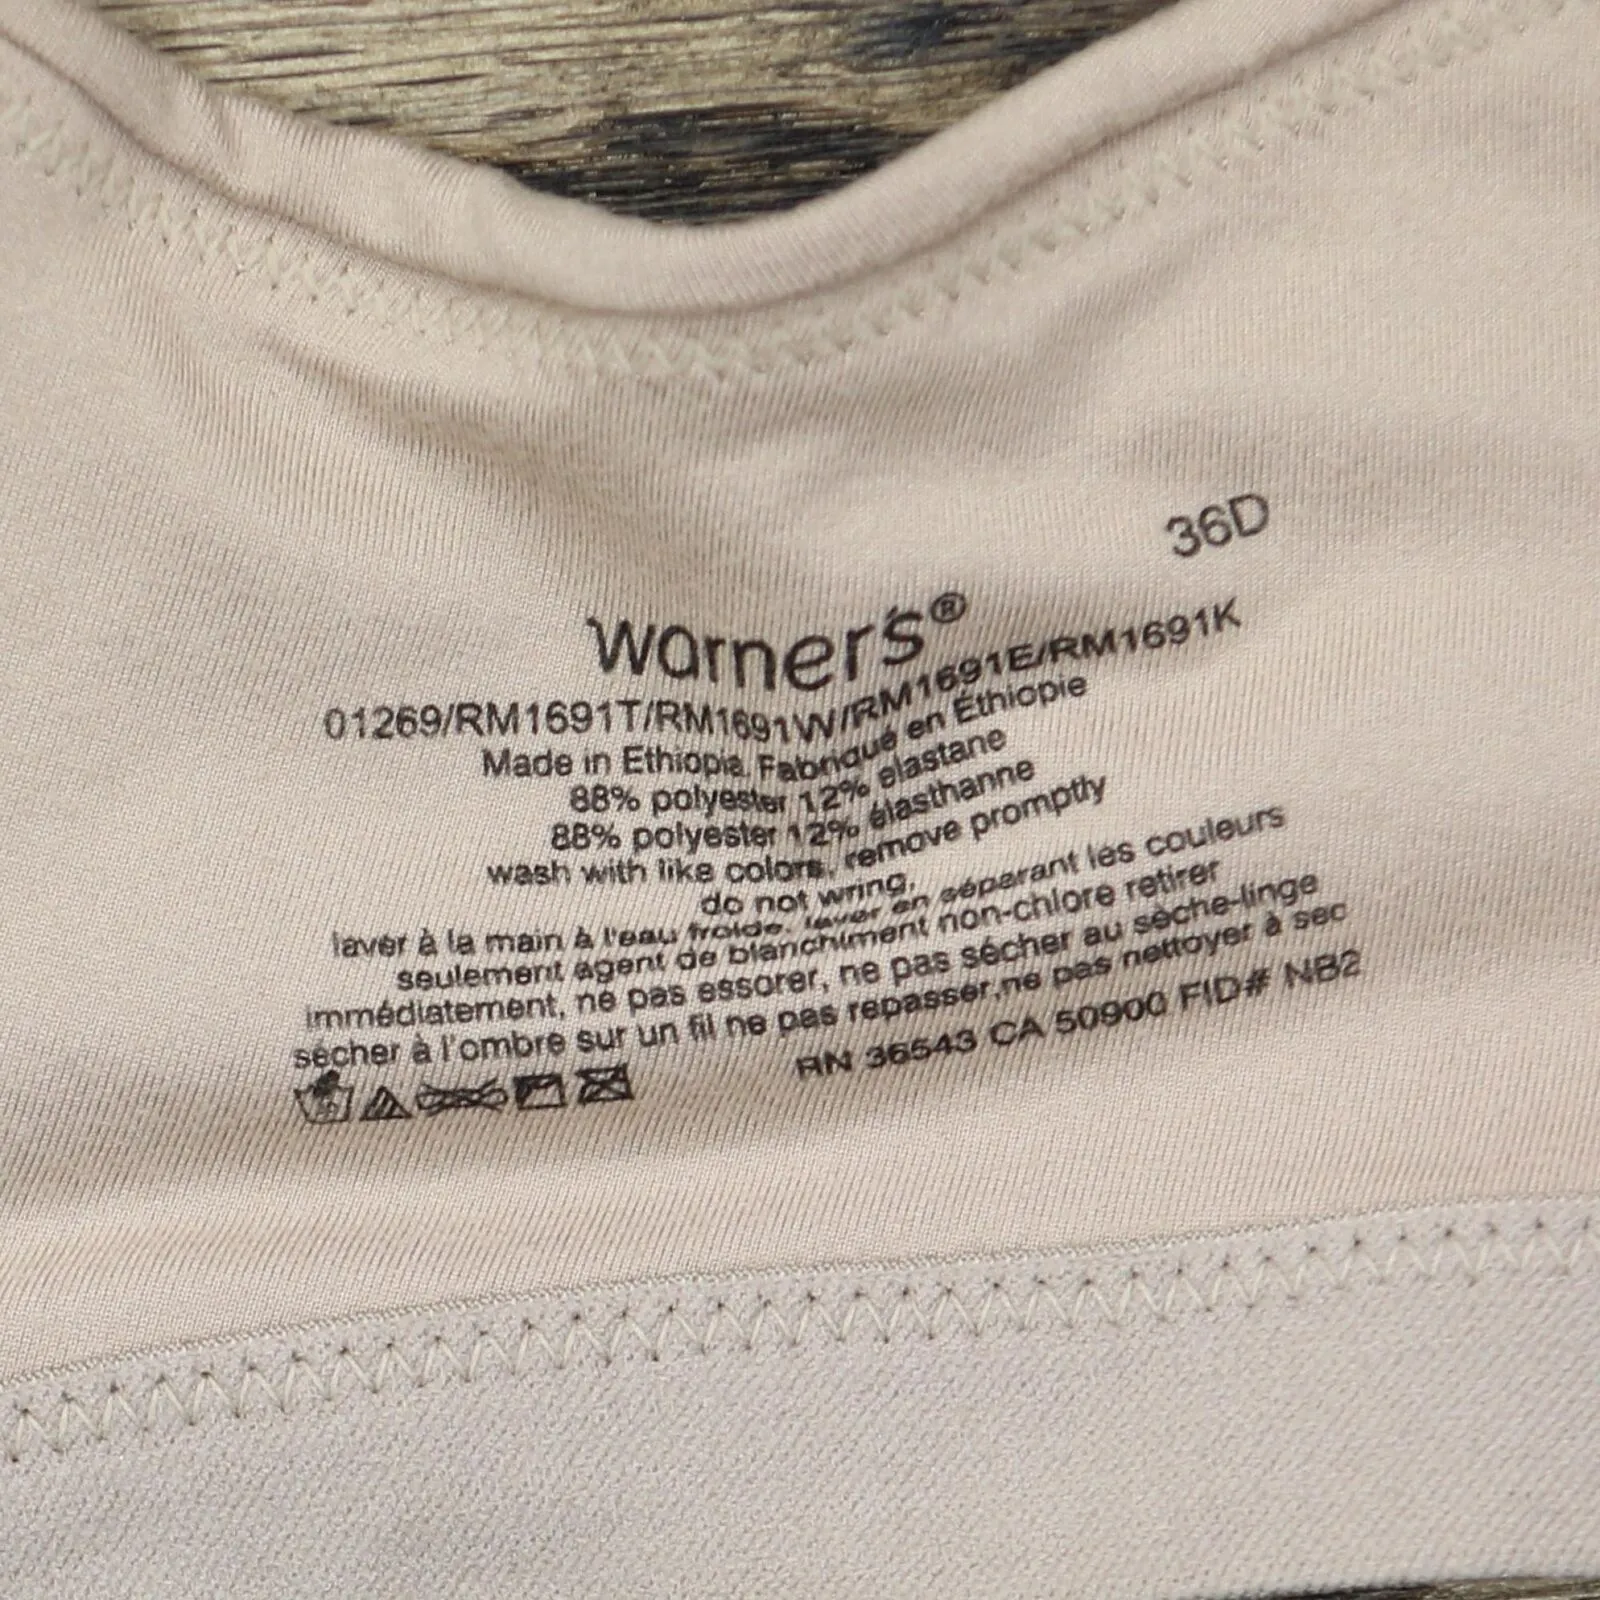 36D
warner's®
01269/RM1691T/RM1691W/RM1691E/RM1691K
Made in Ethiopia. Fabriqué en Éthiopie
88% polyester 12% elastane
88% polyester 12% élasthanne
wash with like colors, remove promptly
do not wring,
laver à la main à l'eau froide, laver en séparant les couleurs
seulement agent de blanchiment non-chlore retirer
immédiatement, ne pas essorer, ne pas sécher au sèche-linge
sécher à l'ombre sur un fil ne pas repasser,ne pas nettoyer à sec
RN 36543 CA 50900 FID# NB2